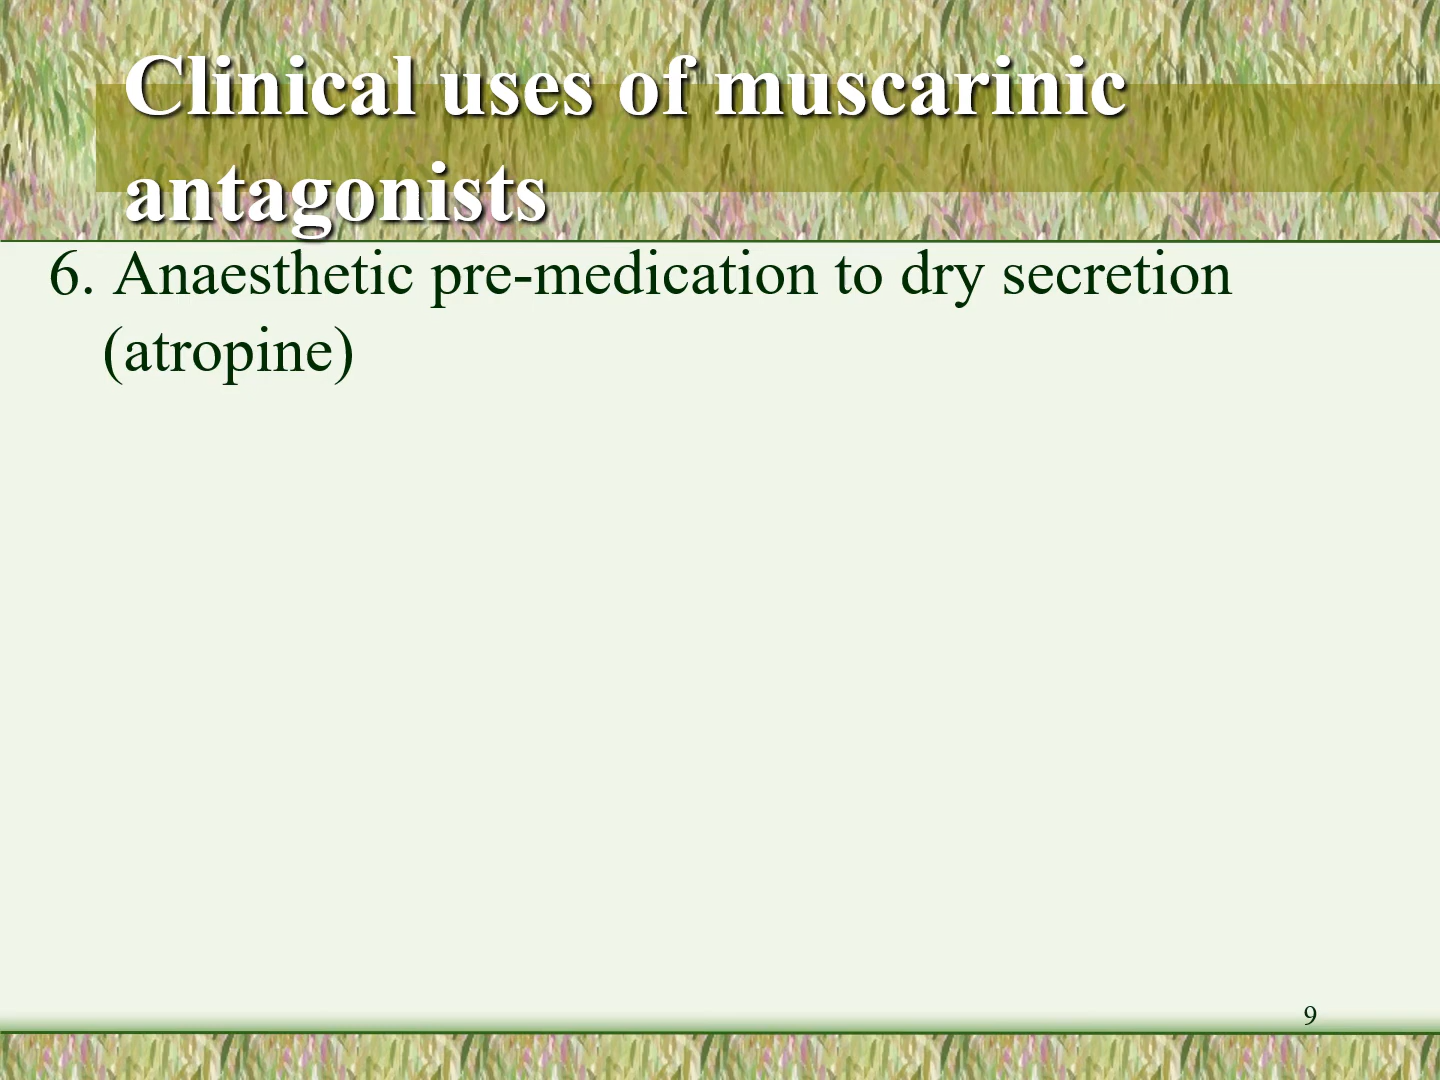 Clinical uses of muscarinic
antagonists
6. Anaesthetic pre-medication to dry secretion
(atropine)
9